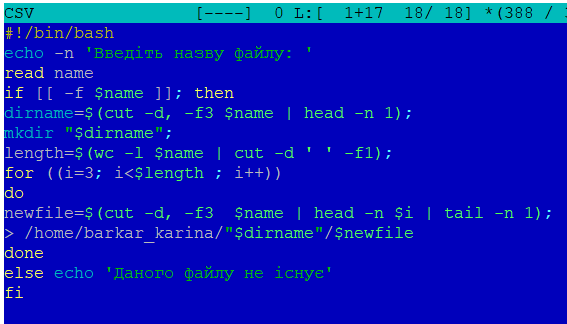 CSV [----] 0 L:[ 1+17 18/ 18] *(388 /
#!/bin/bash
echo -n 'Введіть назву файлу: '
read name
if [[ -f $name ]]; then
dirname=$(cut -d, -f3 $name | head -n 1);
mkdir "$dirname";
length=$(wc -l $name | cut -d ' ' -f1);
for ((i=3; i<$length ; i++))
do
newfile=$(cut -d, -f3  $name | head -n $i | tail -n 1);
> /home/barkar_karina/"$dirname"/$newfile
done
else echo 'Даного файлу не існує'
fi